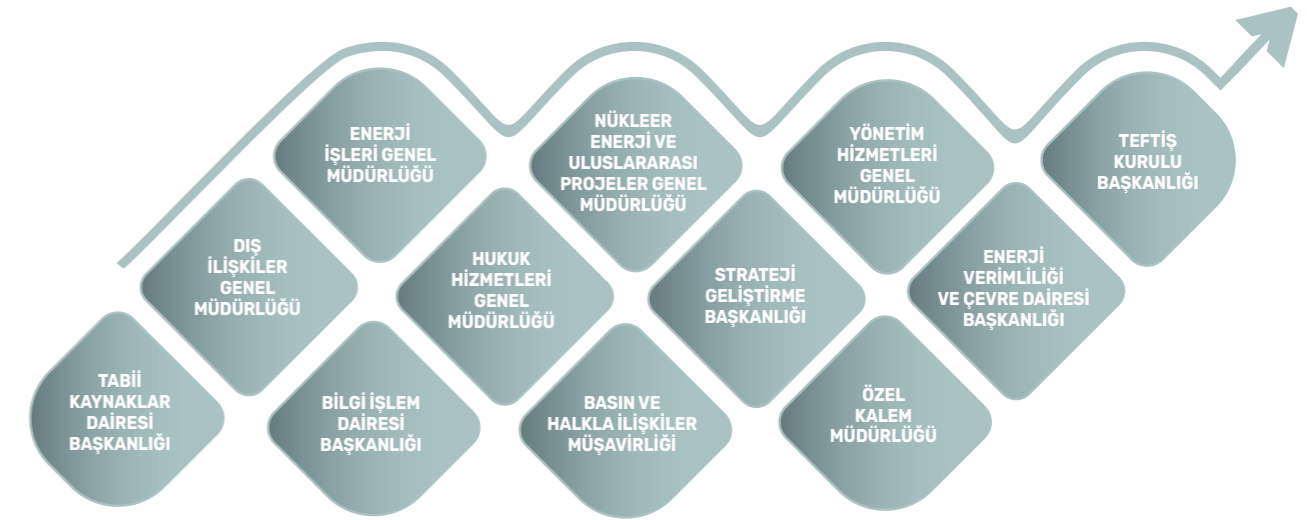 ENERJİ
İŞLERİ GENEL
MÜDÜRLÜĞÜ
NÜKLEER
ENERJİ VE
ULUSLARARASI
PROJELER GENEL
MÜDÜRLÜĞÜ
YÖNETİM
HİZMETLERİ
GENEL
MÜDÜRLÜĞÜ
TEFTİŞ
KURULU
BAŞKANLIĞI
DIŞ
İLİŞKİLER
GENEL
MÜDÜRLÜĞÜ
HUKUK
HİZMETLERİ
GENEL
MÜDÜRLÜĞÜ
STRATEJİ
GELİŞTİRME
BAŞKANLIĞI
ENERJİ
VERİMLİLİĞİ
VE ÇEVRE DAİRESİ
BAŞKANLIĞI
TABİİ
KAYNAKLAR
DAİRESİ
BAŞKANLIĞI
BİLGİ İŞLEM
DAİRESİ
BAŞKANLIĞI
BASIN VE
HALKLA İLİŞKİLER
MÜŞAVİRLİĞİ
ÖZEL
KALEM
MÜDÜRLÜĞÜ